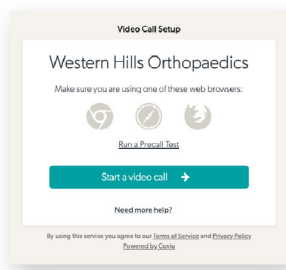 Video Call Setup
Western Hills Orthopaedics
Make sure you are using one of these web browsers:
Run a Precall Test
Start a video call →
Need more help?
By using this service you agree to our Terms of Service and Privacy Policy
Powered by Coviu